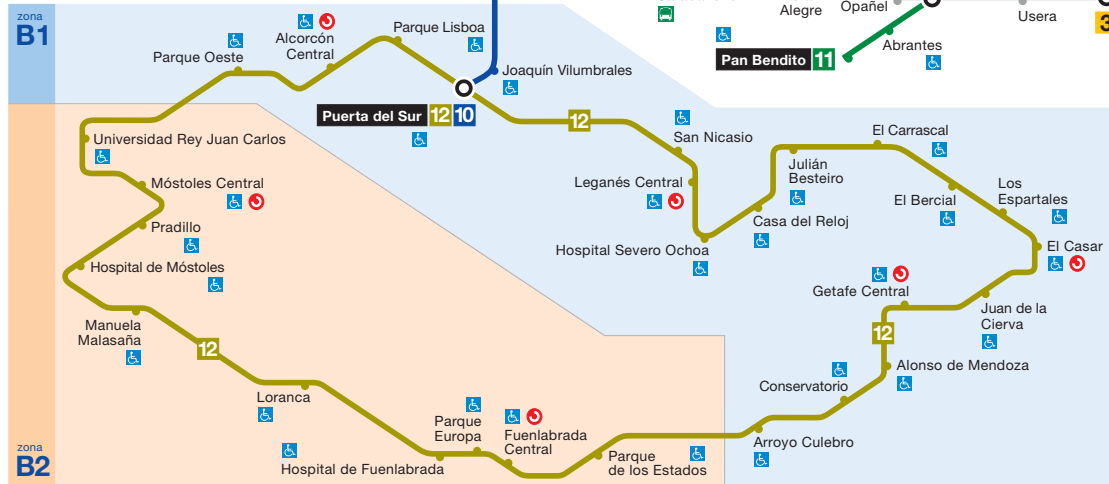 zona
B1
Alcorcón
Central
Parque Lisboa
Parque Oeste
Joaquín Vilumbrales
Puerta del Sur 12 10
12
Alegre
Opañel
Usera
3
Abrantes
Pan Bendito 11
San Nicasio
Leganés Central
Hospital Severo Ochoa
Casa del Reloj
Julián
Besteiro
El Carrascal
El Bercial
Los
Espartales
El Casar
Juan de la
Cierva
Getafe Central
12
Alonso de Mendoza
Conservatorio
Arroyo Culebro
Universidad Rey Juan Carlos
Móstoles Central
Pradillo
Hospital de Móstoles
Manuela
Malasaña
12
Loranca
Hospital de Fuenlabrada
Parque
Europa
Fuenlabrada
Central
Parque
de los Estados
zona
B2